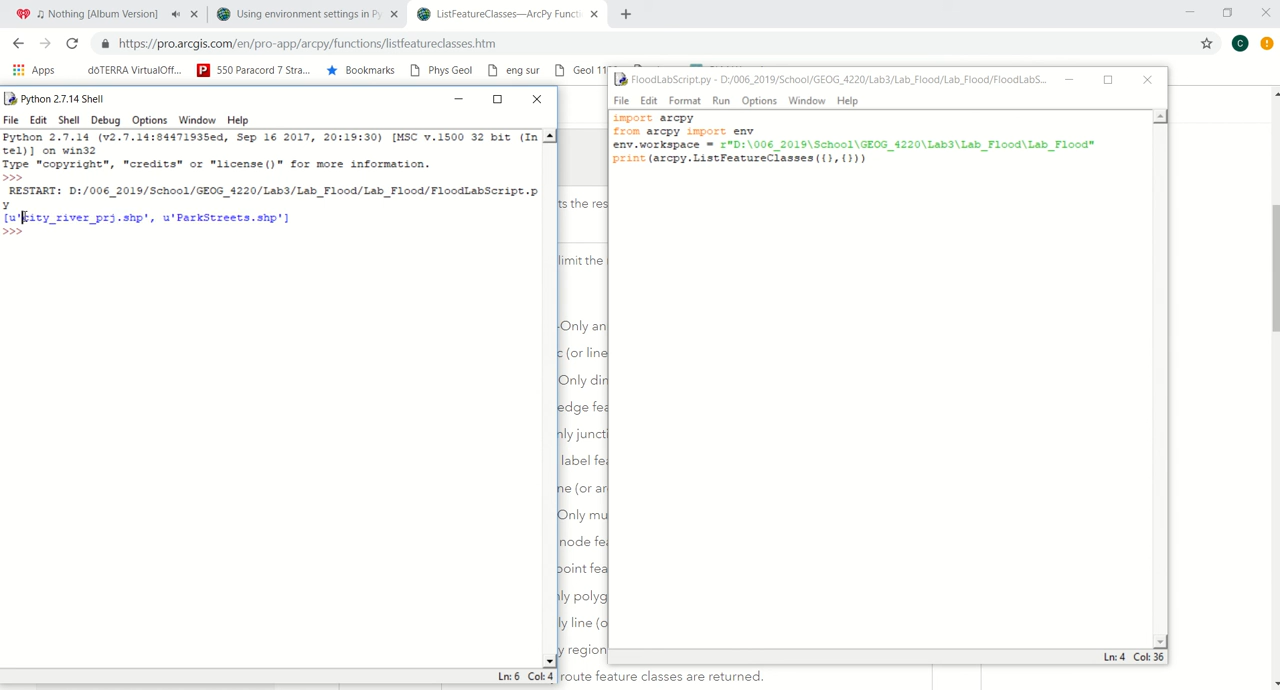 ♫ Nothing [Album Version]
Using environment settings in Py
ListFeatureClasses—ArcPy Functi
https://pro.arcgis.com/en/pro-app/arcpy/functions/listfeatureclasses.htm
C
Apps
dōTERRA VirtualOff...
550 Paracord 7 Stra...
Bookmarks
Phys Geol
eng sur
Python 2.7.14 Shell
File Edit Shell Debug Options Window Help
Python 2.7.14 (v2.7.14:84471935ed, Sep 16 2017, 20:19:30) [MSC v.1500 32 bit (In
tel)] on win32
Type "copyright", "credits" or "license()" for more information.
>>>
RESTART: D:/006_2019/School/GEOG_4220/Lab3/Lab_Flood/Lab_Flood/FloodLabScript.p
y
[u'city_river_prj.shp', u'ParkStreets.shp']
>>>
Ln: 6 Col: 4
FloodLabScript.py - D:/006_2019/School/GEOG_4220/Lab3/Lab_Flood/Lab_Flood/FloodLabS...
File Edit Format Run Options Window Help
import arcpy
from arcpy import env
env.workspace = r"D:\006_2019\School\GEOG_4220\Lab3\Lab_Flood\Lab_Flood"
print(arcpy.ListFeatureClasses({},{}))
Ln: 4 Col: 36
ts the res
limit the
Only an
c (or line
Only dim
edge fea
nly juncti
label fea
ne (or ar
Only mu
node fea
point fea
ly polyg
ly line (o
y region
route feature classes are returned.